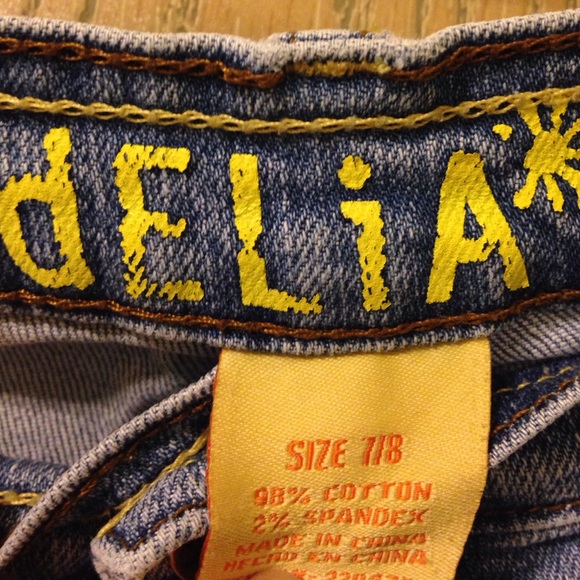 dELiA
SIZE 7/8
98% COTTON
2% SPANDEX
MADE IN CHINA
HECHO EN CHINA